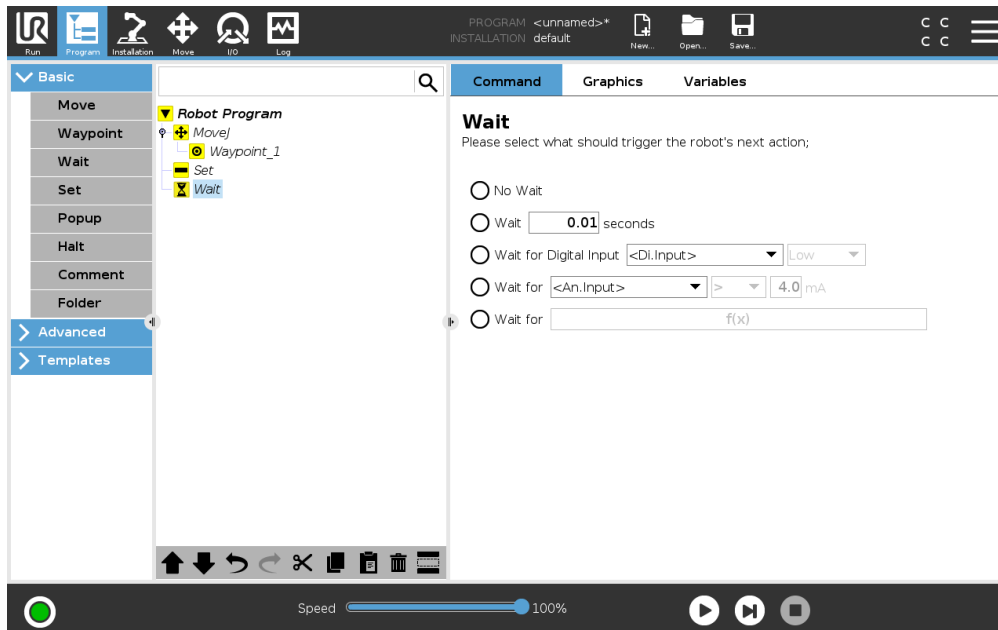 UR
PROGRAM <unnamed>*
INSTALLATION default
Run Program Installation Move I/O Log New... Open... Save...
C C
C C
Basic
Move
Waypoint
Wait
Set
Popup
Halt
Comment
Folder
Advanced
Templates
Robot Program
MoveJ
Waypoint_1
Set
Wait
Command Graphics Variables
Wait
Please select what should trigger the robot's next action;
No Wait
Wait 0.01 seconds
Wait for Digital Input <Di.Input> Low
Wait for <An.Input> > 4.0 mA
Wait for f(x)
Speed 100%